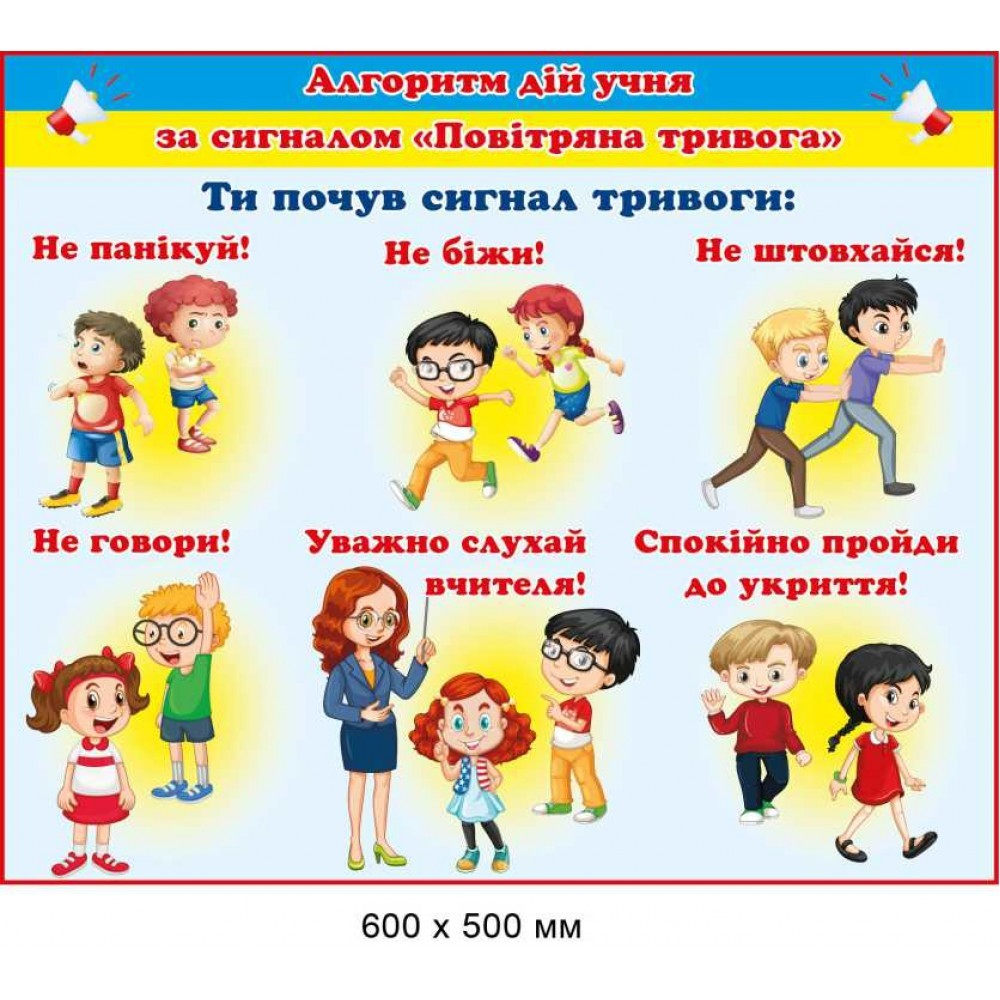 Алгоритм дій учня
за сигналом «Повітряна тривога»
Ти почув сигнал тривоги:
Не панікуй!
Не біжи!
Не штовхайся!
Не говори!
Уважно слухай
вчителя!
Спокійно пройди
до укриття!
600 x 500 мм